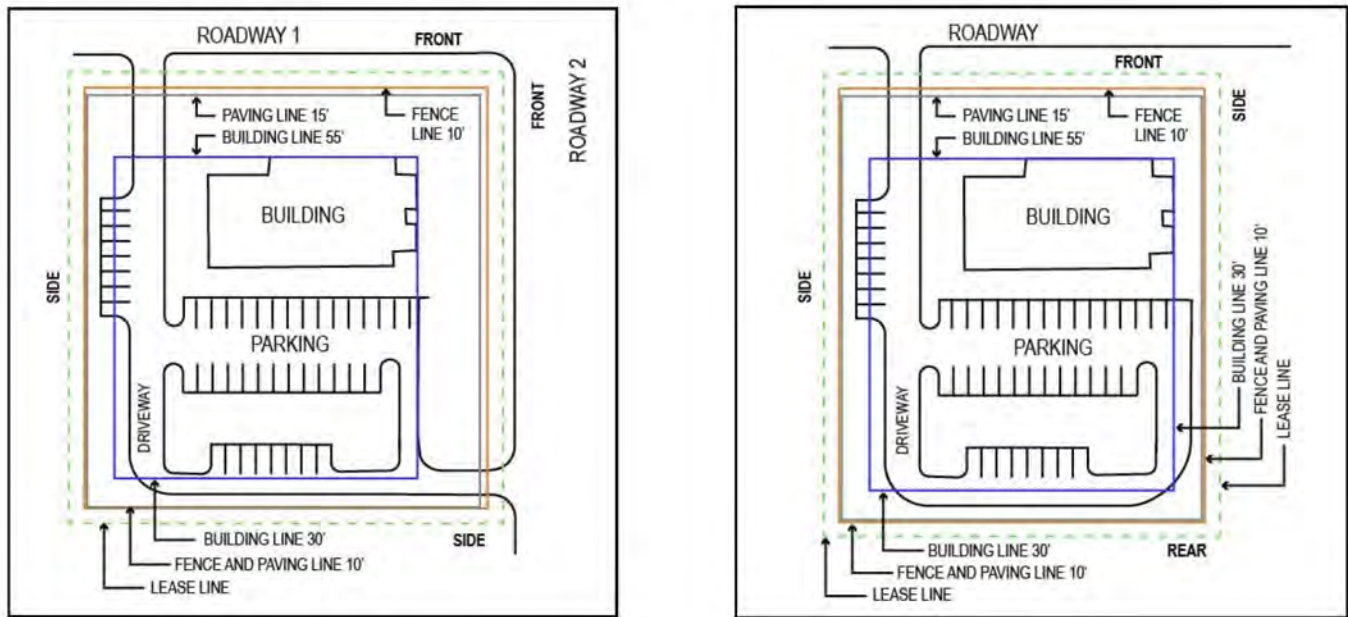 ROADWAY 1
FRONT
FRONT
ROADWAY 2
PAVING LINE 15'
FENCE
LINE 10'
BUILDING LINE 55'
BUILDING
SIDE
PARKING
DRIVEWAY
BUILDING LINE 30'
SIDE
FENCE AND PAVING LINE 10'
LEASE LINE
ROADWAY
FRONT
SIDE
PAVING LINE 15'
FENCE
LINE 10'
BUILDING LINE 55'
BUILDING
SIDE
PARKING
DRIVEWAY
BUILDING LINE 30'
FENCE AND PAVING LINE 10'
LEASE LINE
BUILDING LINE 30'
REAR
FENCE AND PAVING LINE 10'
LEASE LINE